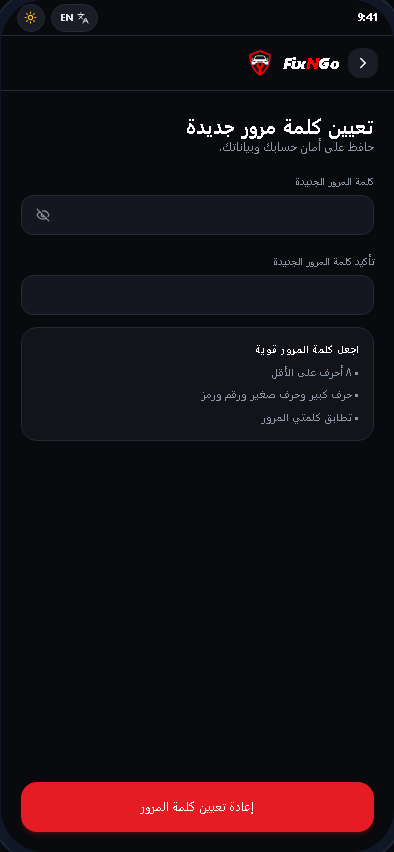 9:41
EN
FixNGo
تعيين كلمة مرور جديدة
حافظ على أمان حسابك وبياناتك.
كلمة المرور الجديدة
تأكيد كلمة المرور الجديدة
اجعل كلمة المرور قوية
• ٨ أحرف على الأقل
• حرف كبير وحرف صغير ورقم ورمز
• تطابق كلمتي المرور
إعادة تعيين كلمة المرور